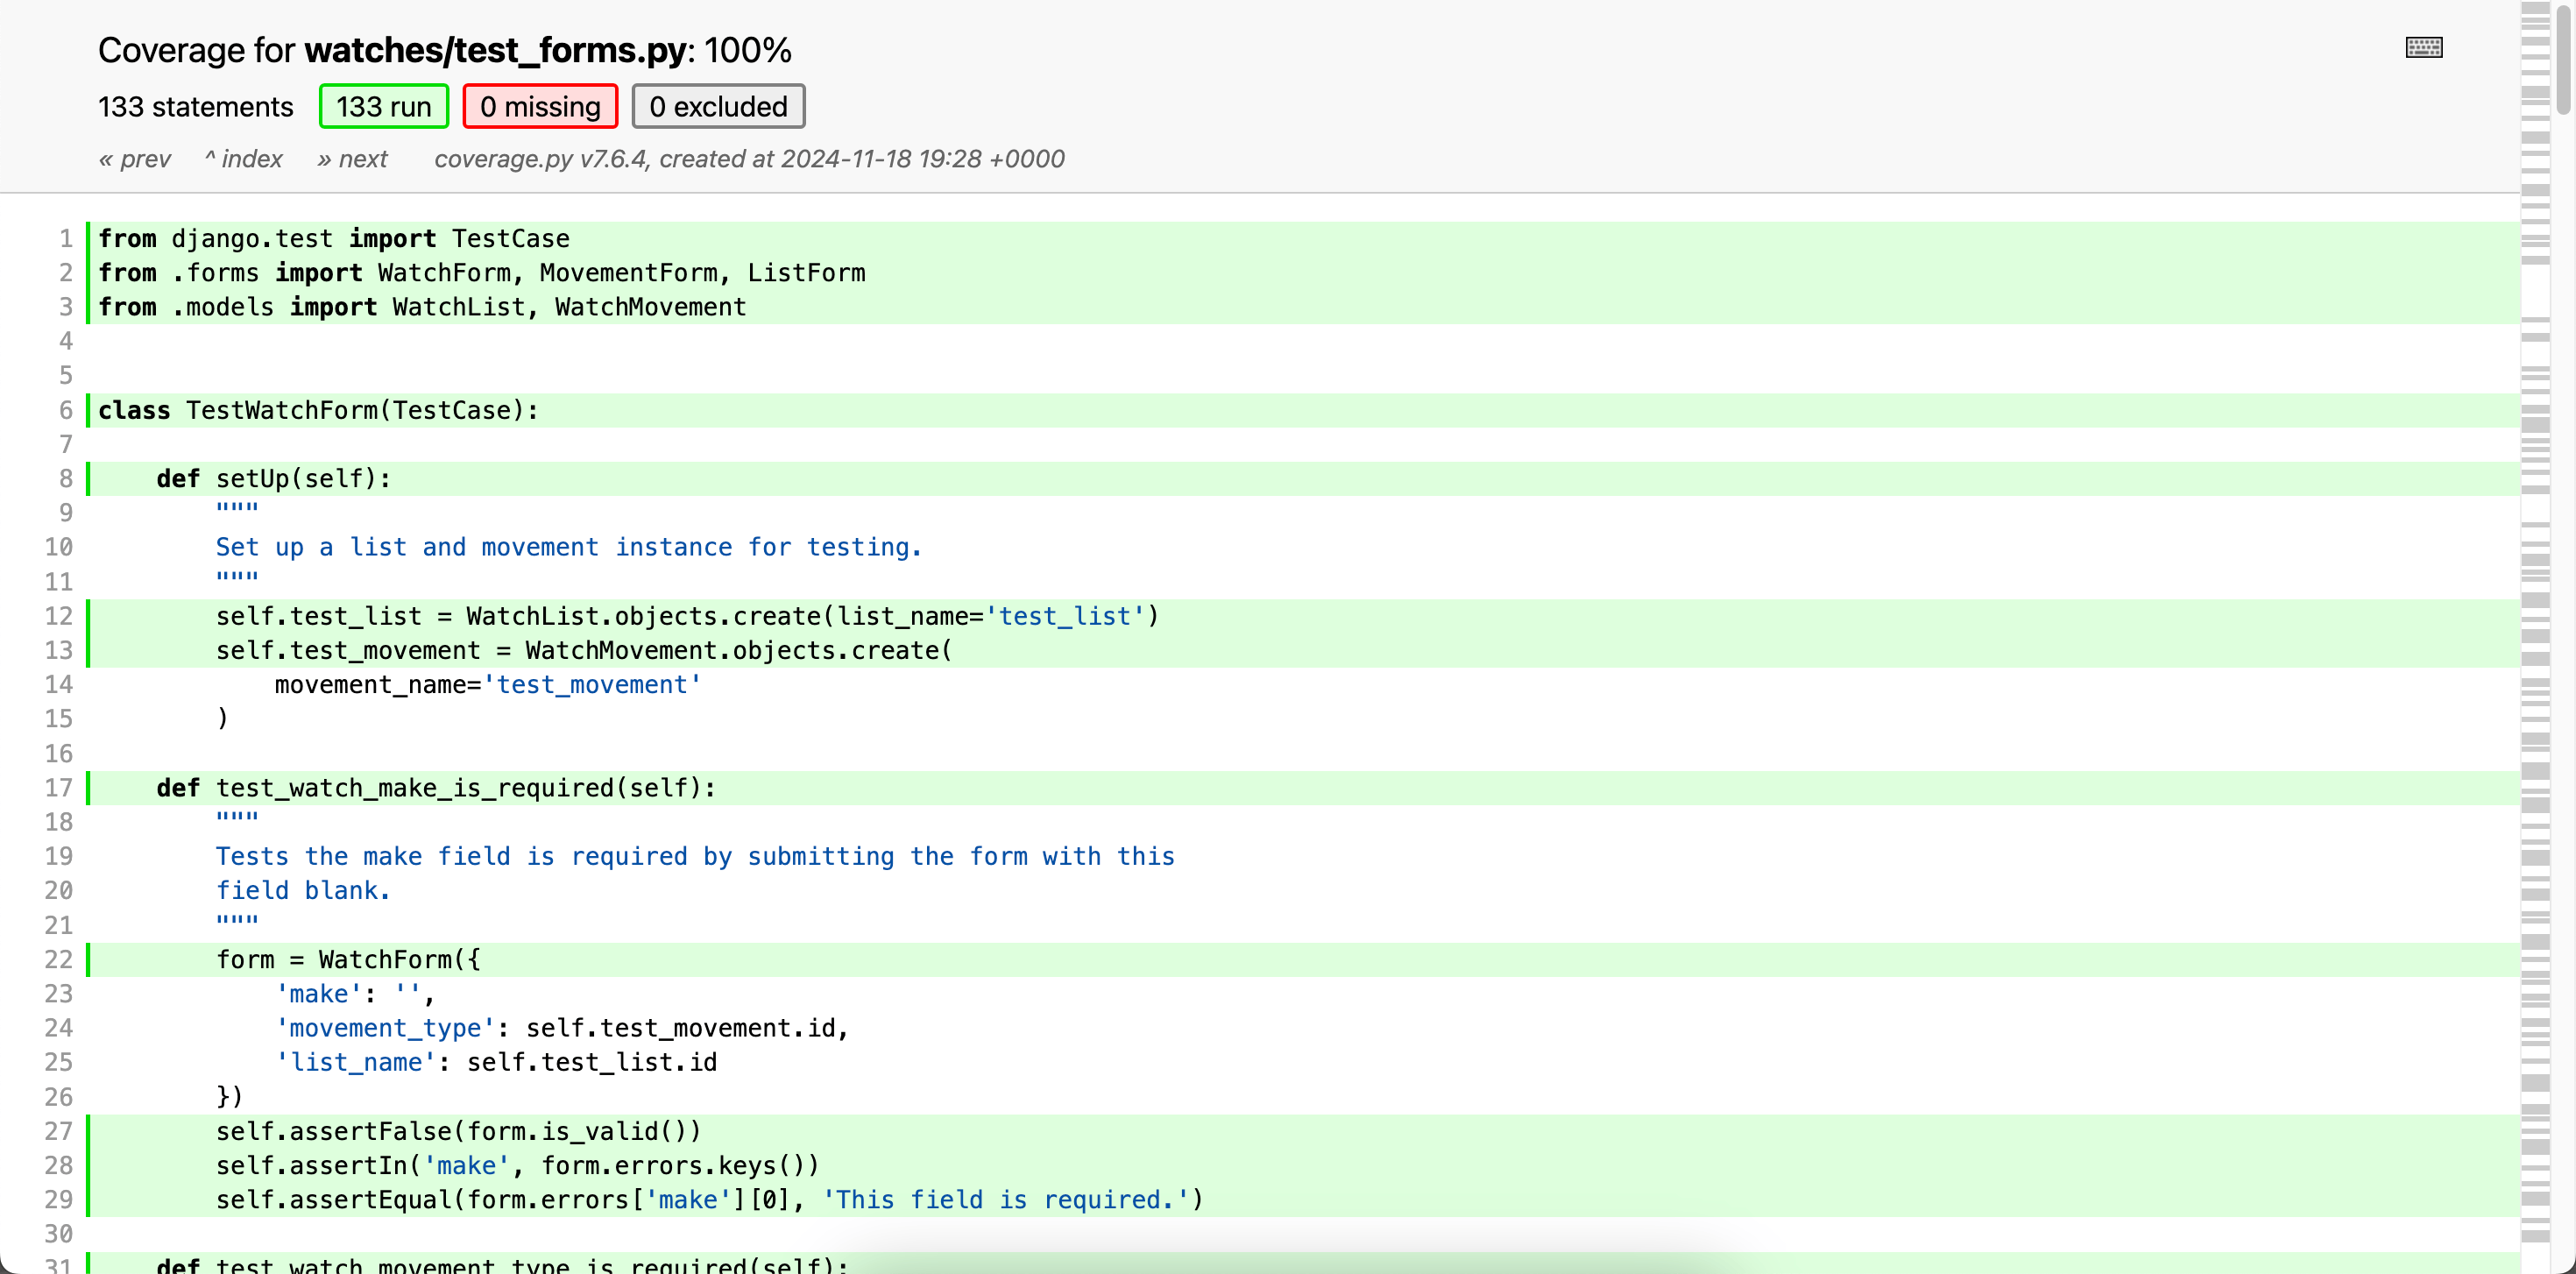 Coverage for watches/test_forms.py: 100%
133 statements 133 run 0 missing 0 excluded
« prev ^ index » next coverage.py v7.6.4, created at 2024-11-18 19:28 +0000
1 from django.test import TestCase
2 from .forms import WatchForm, MovementForm, ListForm
3 from .models import WatchList, WatchMovement
4
5
6 class TestWatchForm(TestCase):
7
8     def setUp(self):
9         """
10         Set up a list and movement instance for testing.
11         """
12         self.test_list = WatchList.objects.create(list_name='test_list')
13         self.test_movement = WatchMovement.objects.create(
14             movement_name='test_movement'
15         )
16
17     def test_watch_make_is_required(self):
18         """
19         Tests the make field is required by submitting the form with this
20         field blank.
21         """
22         form = WatchForm({
23             'make': '',
24             'movement_type': self.test_movement.id,
25             'list_name': self.test_list.id
26         })
27         self.assertFalse(form.is_valid())
28         self.assertIn('make', form.errors.keys())
29         self.assertEqual(form.errors['make'][0], 'This field is required.')
30
31     def test_watch_movement_type_is_required(self):